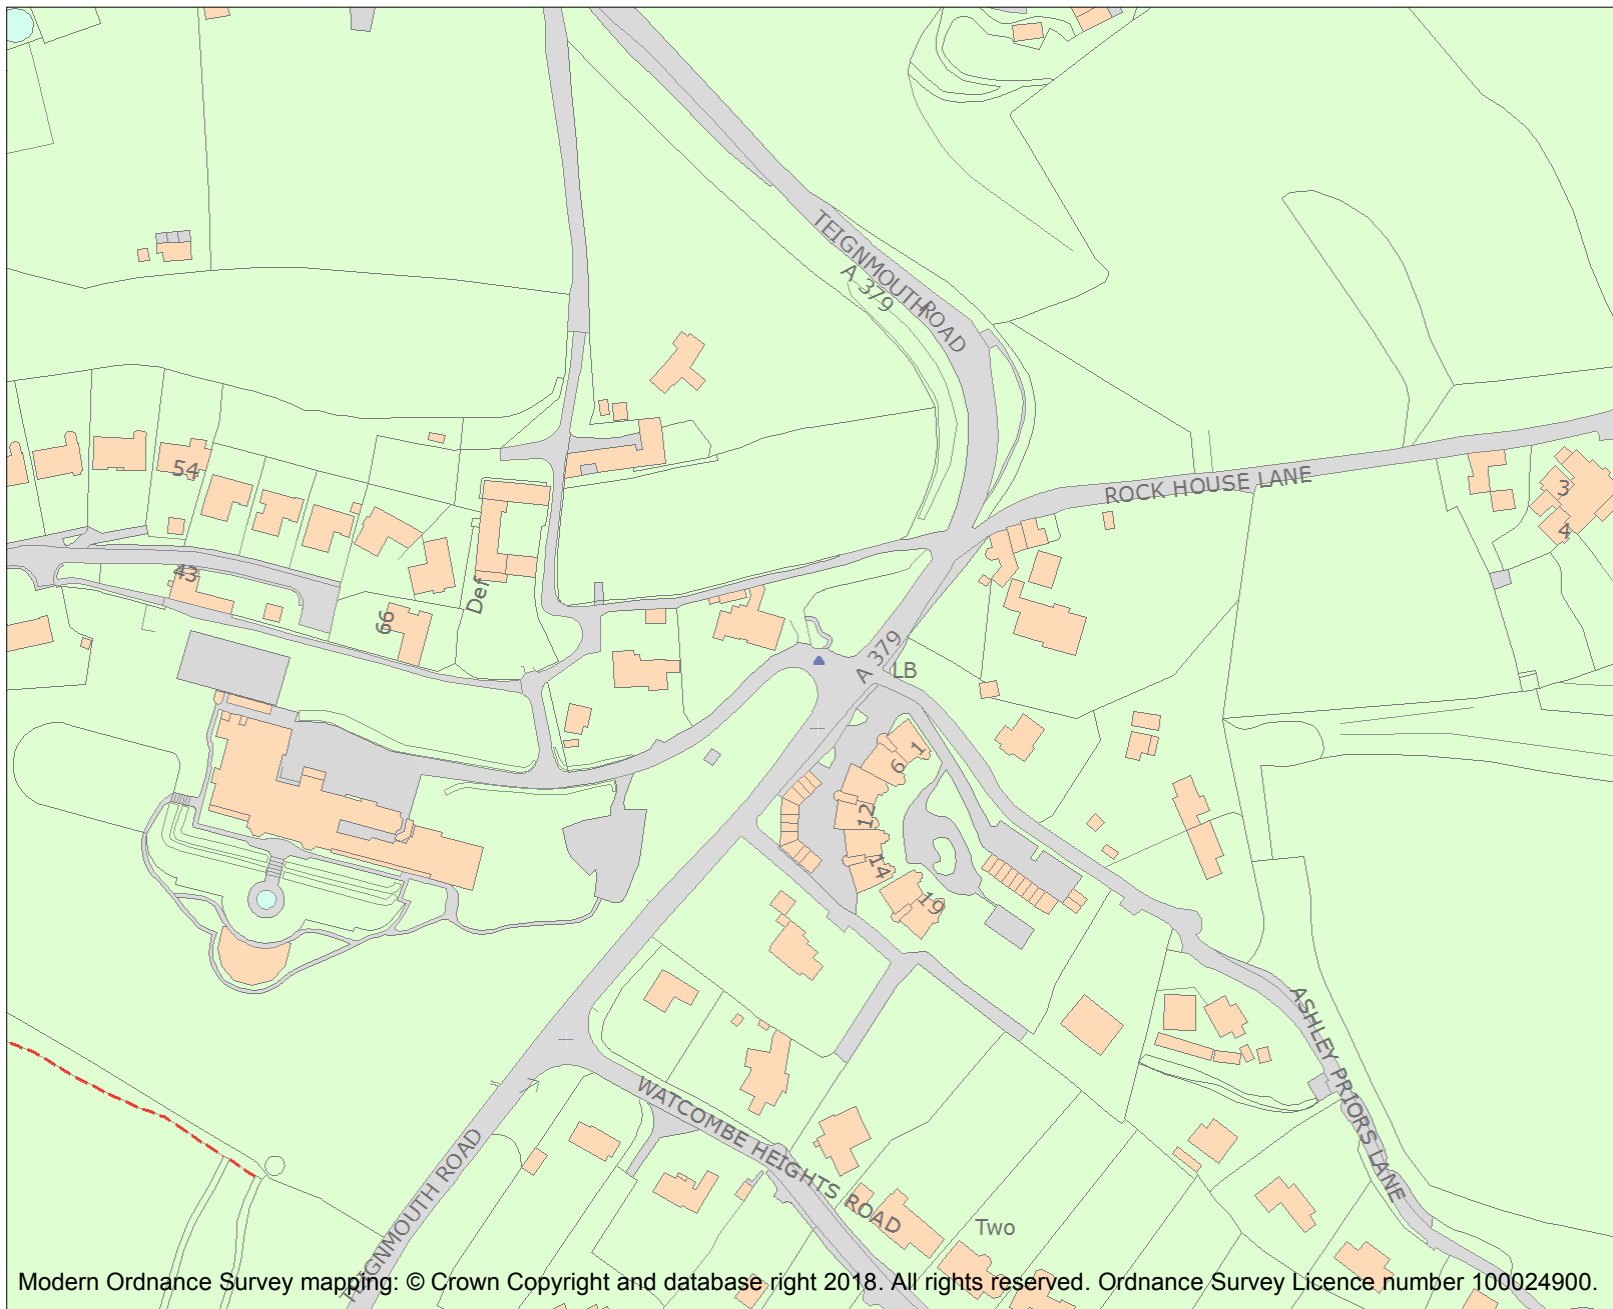 TEIGNMOUTH ROAD
A 379
ROCK HOUSE LANE
3
4
54
43
66
Def
A 379
LB
1
6
12
14
19
ASHLEY PRIORS LANE
WATCOMBE HEIGHTS ROAD
TEIGNMOUTH ROAD
Two
Modern Ordnance Survey mapping: © Crown Copyright and database right 2018. All rights reserved. Ordnance Survey Licence number 100024900.